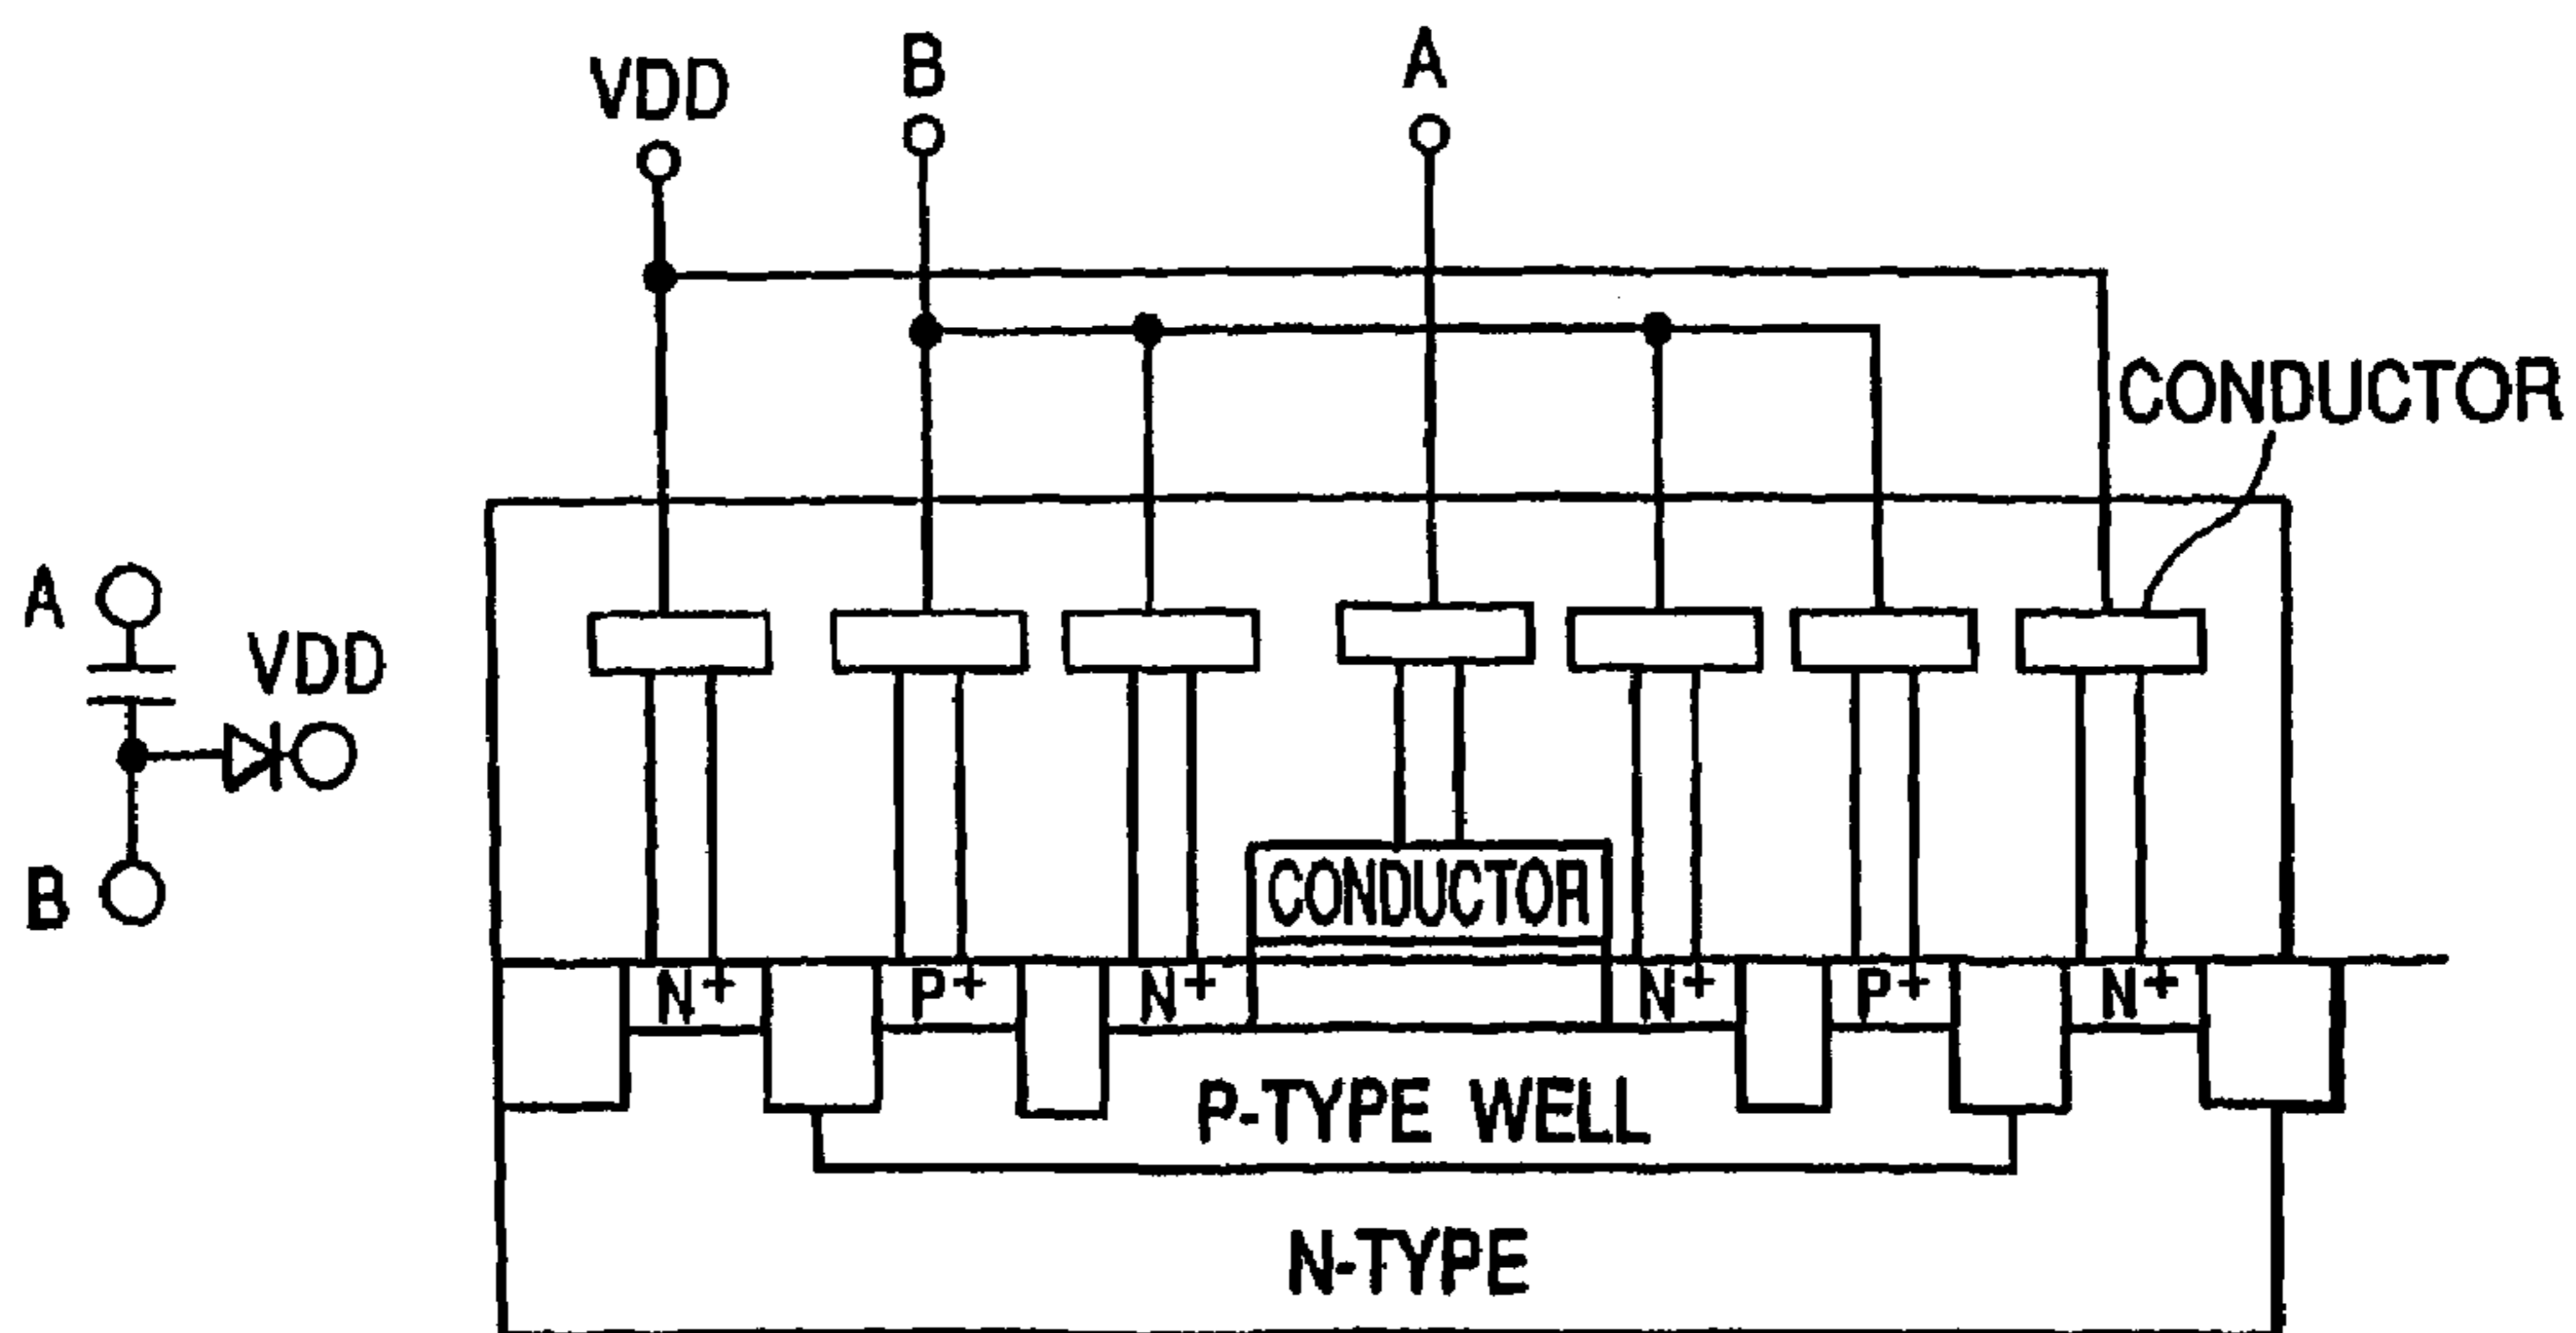 VDD
B
A
CONDUCTOR
A
VDD
B
CONDUCTOR
N+
P+
N+
N+
P+
N+
P-TYPE WELL
N-TYPE